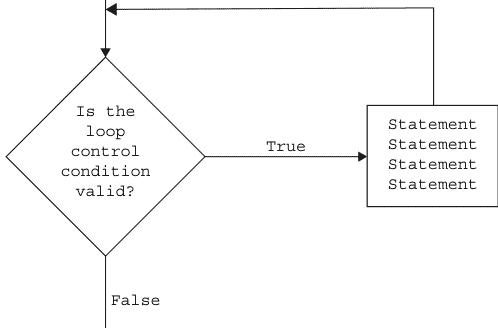 Is the
loop
control
condition
valid?
True
Statement
Statement
Statement
Statement
False